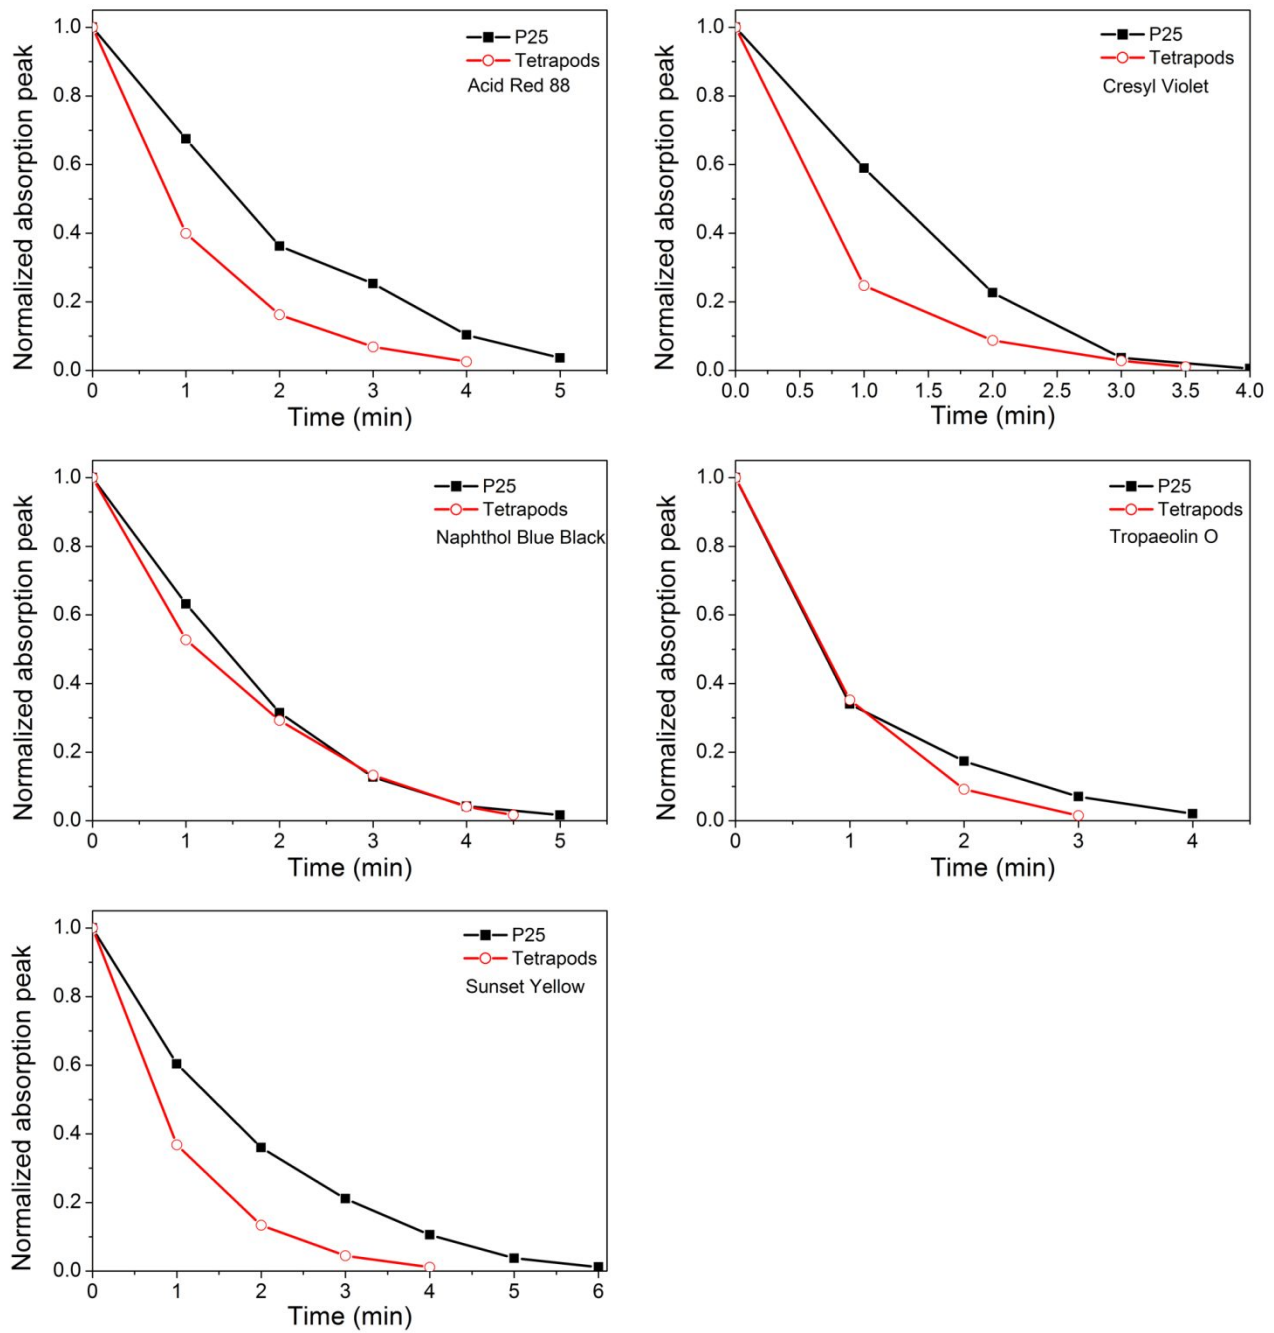 Normalized absorption peak
1.0
0.8
0.6
0.4
0.2
0.0
P25
Tetrapods
Acid Red 88
0 1 2 3 4 5
Time (min)
Normalized absorption peak
1.0
0.8
0.6
0.4
0.2
0.0
P25
Tetrapods
Cresyl Violet
0.0 0.5 1.0 1.5 2.0 2.5 3.0 3.5 4.0
Time (min)
Normalized absorption peak
1.0
0.8
0.6
0.4
0.2
0.0
P25
Tetrapods
Naphthol Blue Black
0 1 2 3 4 5
Time (min)
Normalized absorption peak
1.0
0.8
0.6
0.4
0.2
0.0
P25
Tetrapods
Tropaeolin O
0 1 2 3 4
Time (min)
Normalized absorption peak
1.0
0.8
0.6
0.4
0.2
0.0
P25
Tetrapods
Sunset Yellow
0 1 2 3 4 5 6
Time (min)